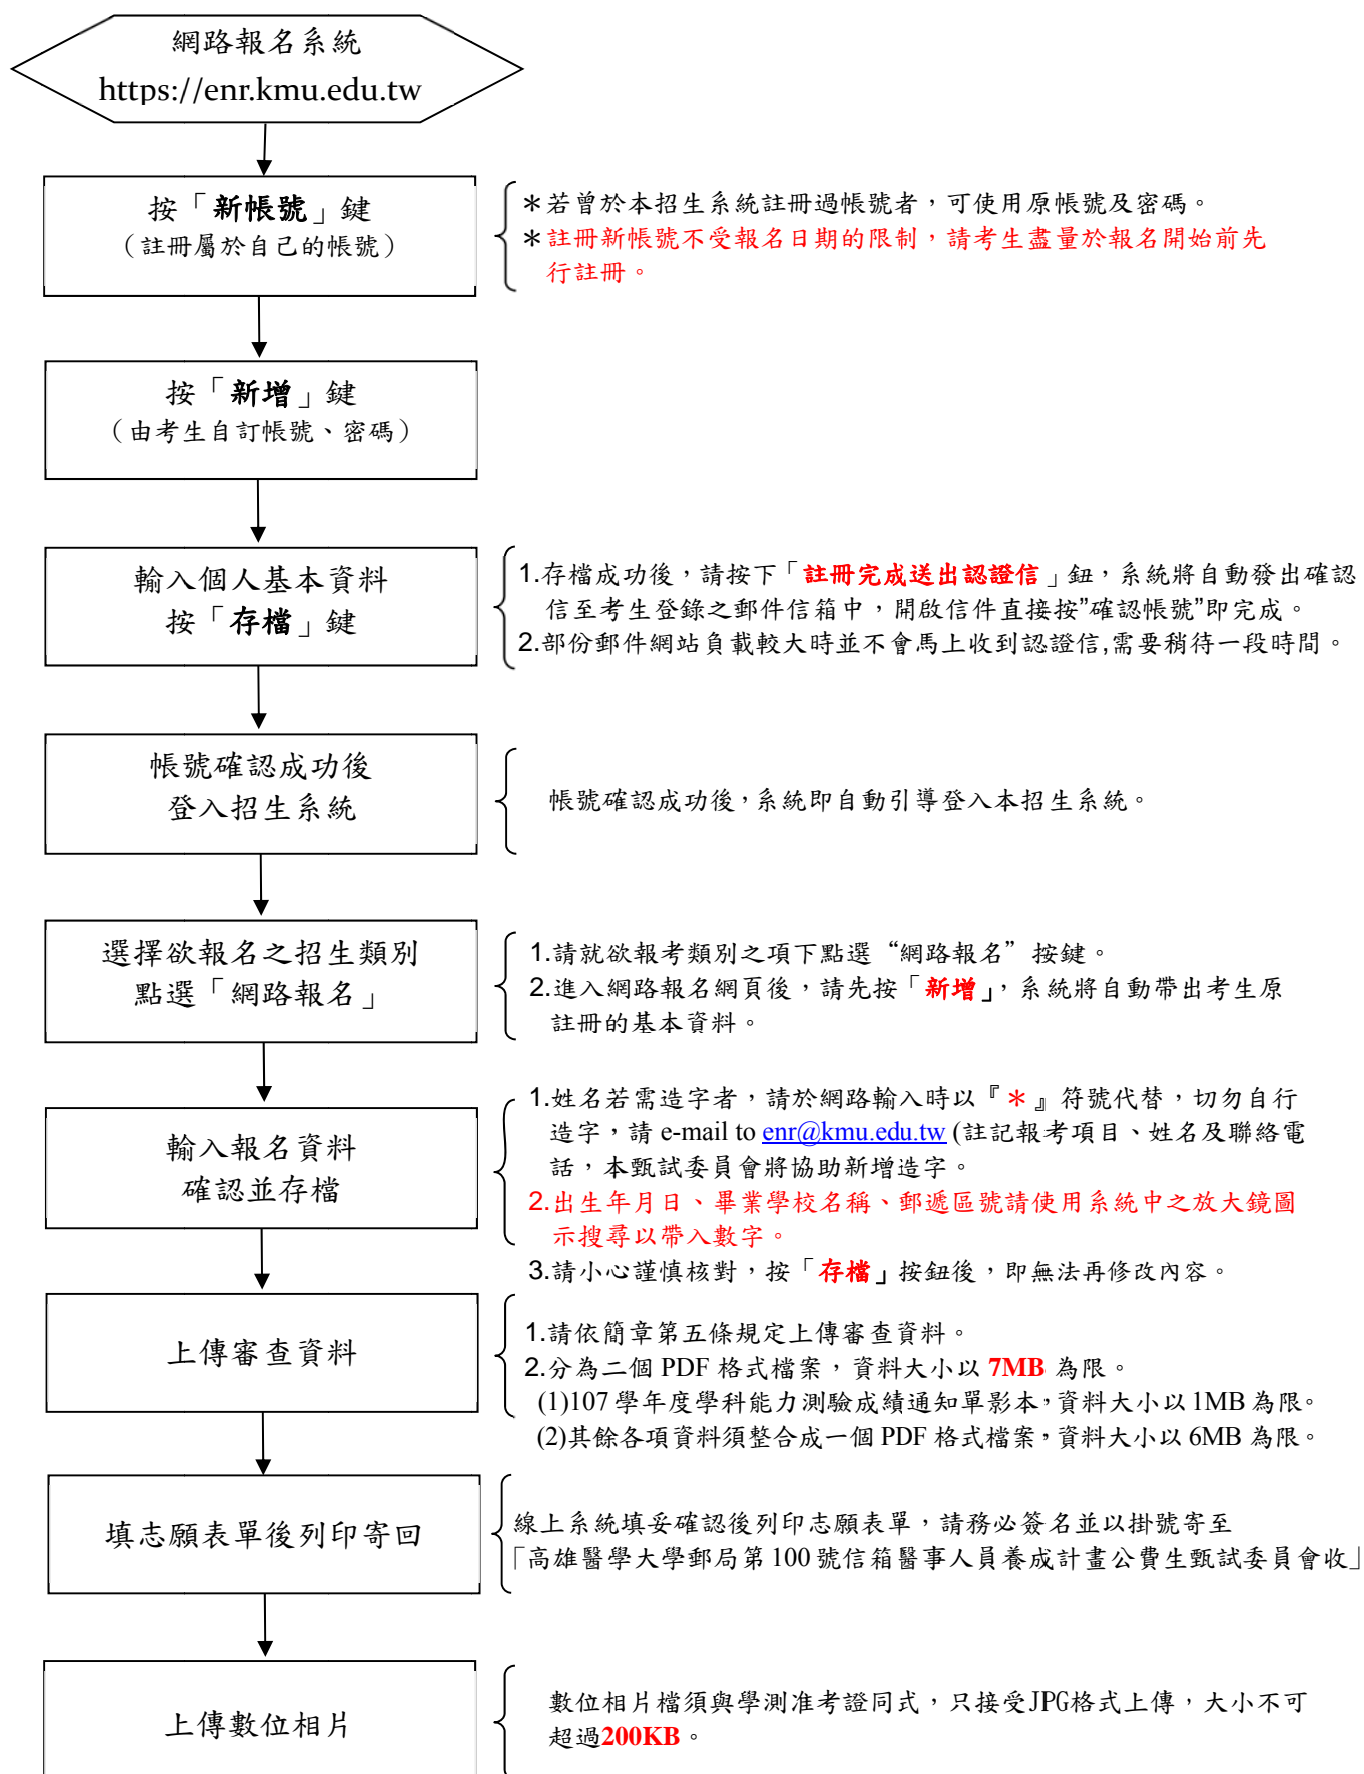 網路報名系統
https://enr.kmu.edu.tw
按「新帳號」鍵
（註冊屬於自己的帳號）
＊若曾於本招生系統註冊過帳號者，可使用原帳號及密碼。
＊註冊新帳號不受報名日期的限制，請考生盡量於報名開始前先
行註冊。
按「新增」鍵
（由考生自訂帳號、密碼）
輸入個人基本資料
按「存檔」鍵
1.存檔成功後，請按下「註冊完成送出認證信」鈕，系統將自動發出確認
信至考生登錄之郵件信箱中，開啟信件直接按”確認帳號”即完成。
2.部份郵件網站負載較大時並不會馬上收到認證信,需要稍待一段時間。
帳號確認成功後
登入招生系統
帳號確認成功後，系統即自動引導登入本招生系統。
選擇欲報名之招生類別
點選「網路報名」
1.請就欲報考類別之項下點選“網路報名”按鍵。
2.進入網路報名網頁後，請先按「新增」，系統將自動帶出考生原
註冊的基本資料。
輸入報名資料
確認並存檔
1.姓名若需造字者，請於網路輸入時以『＊』符號代替，切勿自行
造字，請 e-mail to enr@kmu.edu.tw (註記報考項目、姓名及聯絡電
話，本甄試委員會將協助新增造字。
2.出生年月日、畢業學校名稱、郵遞區號請使用系統中之放大鏡圖
示搜尋以帶入數字。
3.請小心謹慎核對，按「存檔」按鈕後，即無法再修改內容。
上傳審查資料
1.請依簡章第五條規定上傳審查資料。
2.分為二個 PDF 格式檔案，資料大小以 7MB 為限。
(1)107 學年度學科能力測驗成績通知單影本，資料大小以 1MB 為限。
(2)其餘各項資料須整合成一個 PDF 格式檔案，資料大小以 6MB 為限。
填志願表單後列印寄回
線上系統填妥確認後列印志願表單，請務必簽名並以掛號寄至
「高雄醫學大學郵局第 100 號信箱醫事人員養成計畫公費生甄試委員會收」
上傳數位相片
數位相片檔須與學測准考證同式，只接受JPG格式上傳，大小不可
超過200KB。